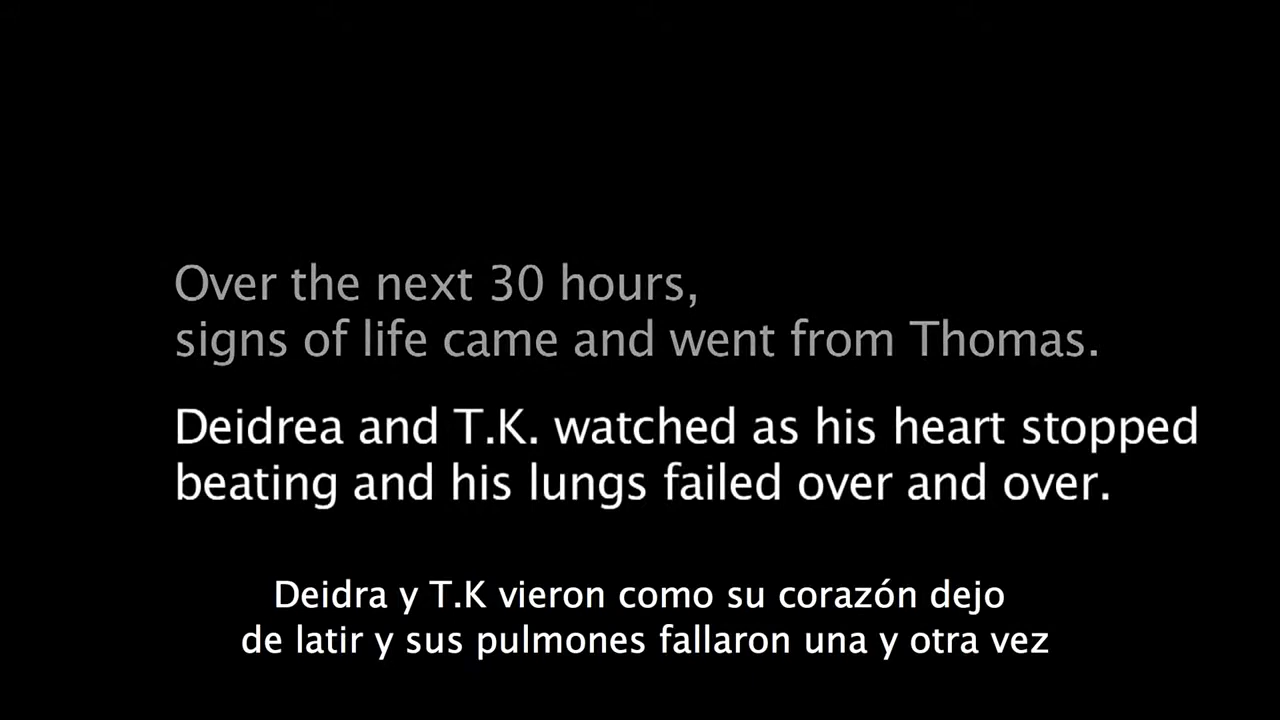 Over the next 30 hours,
signs of life came and went from Thomas.
Deidrea and T.K. watched as his heart stopped
beating and his lungs failed over and over.
Deidra y T.K vieron como su corazón dejo
de latir y sus pulmones fallaron una y otra vez